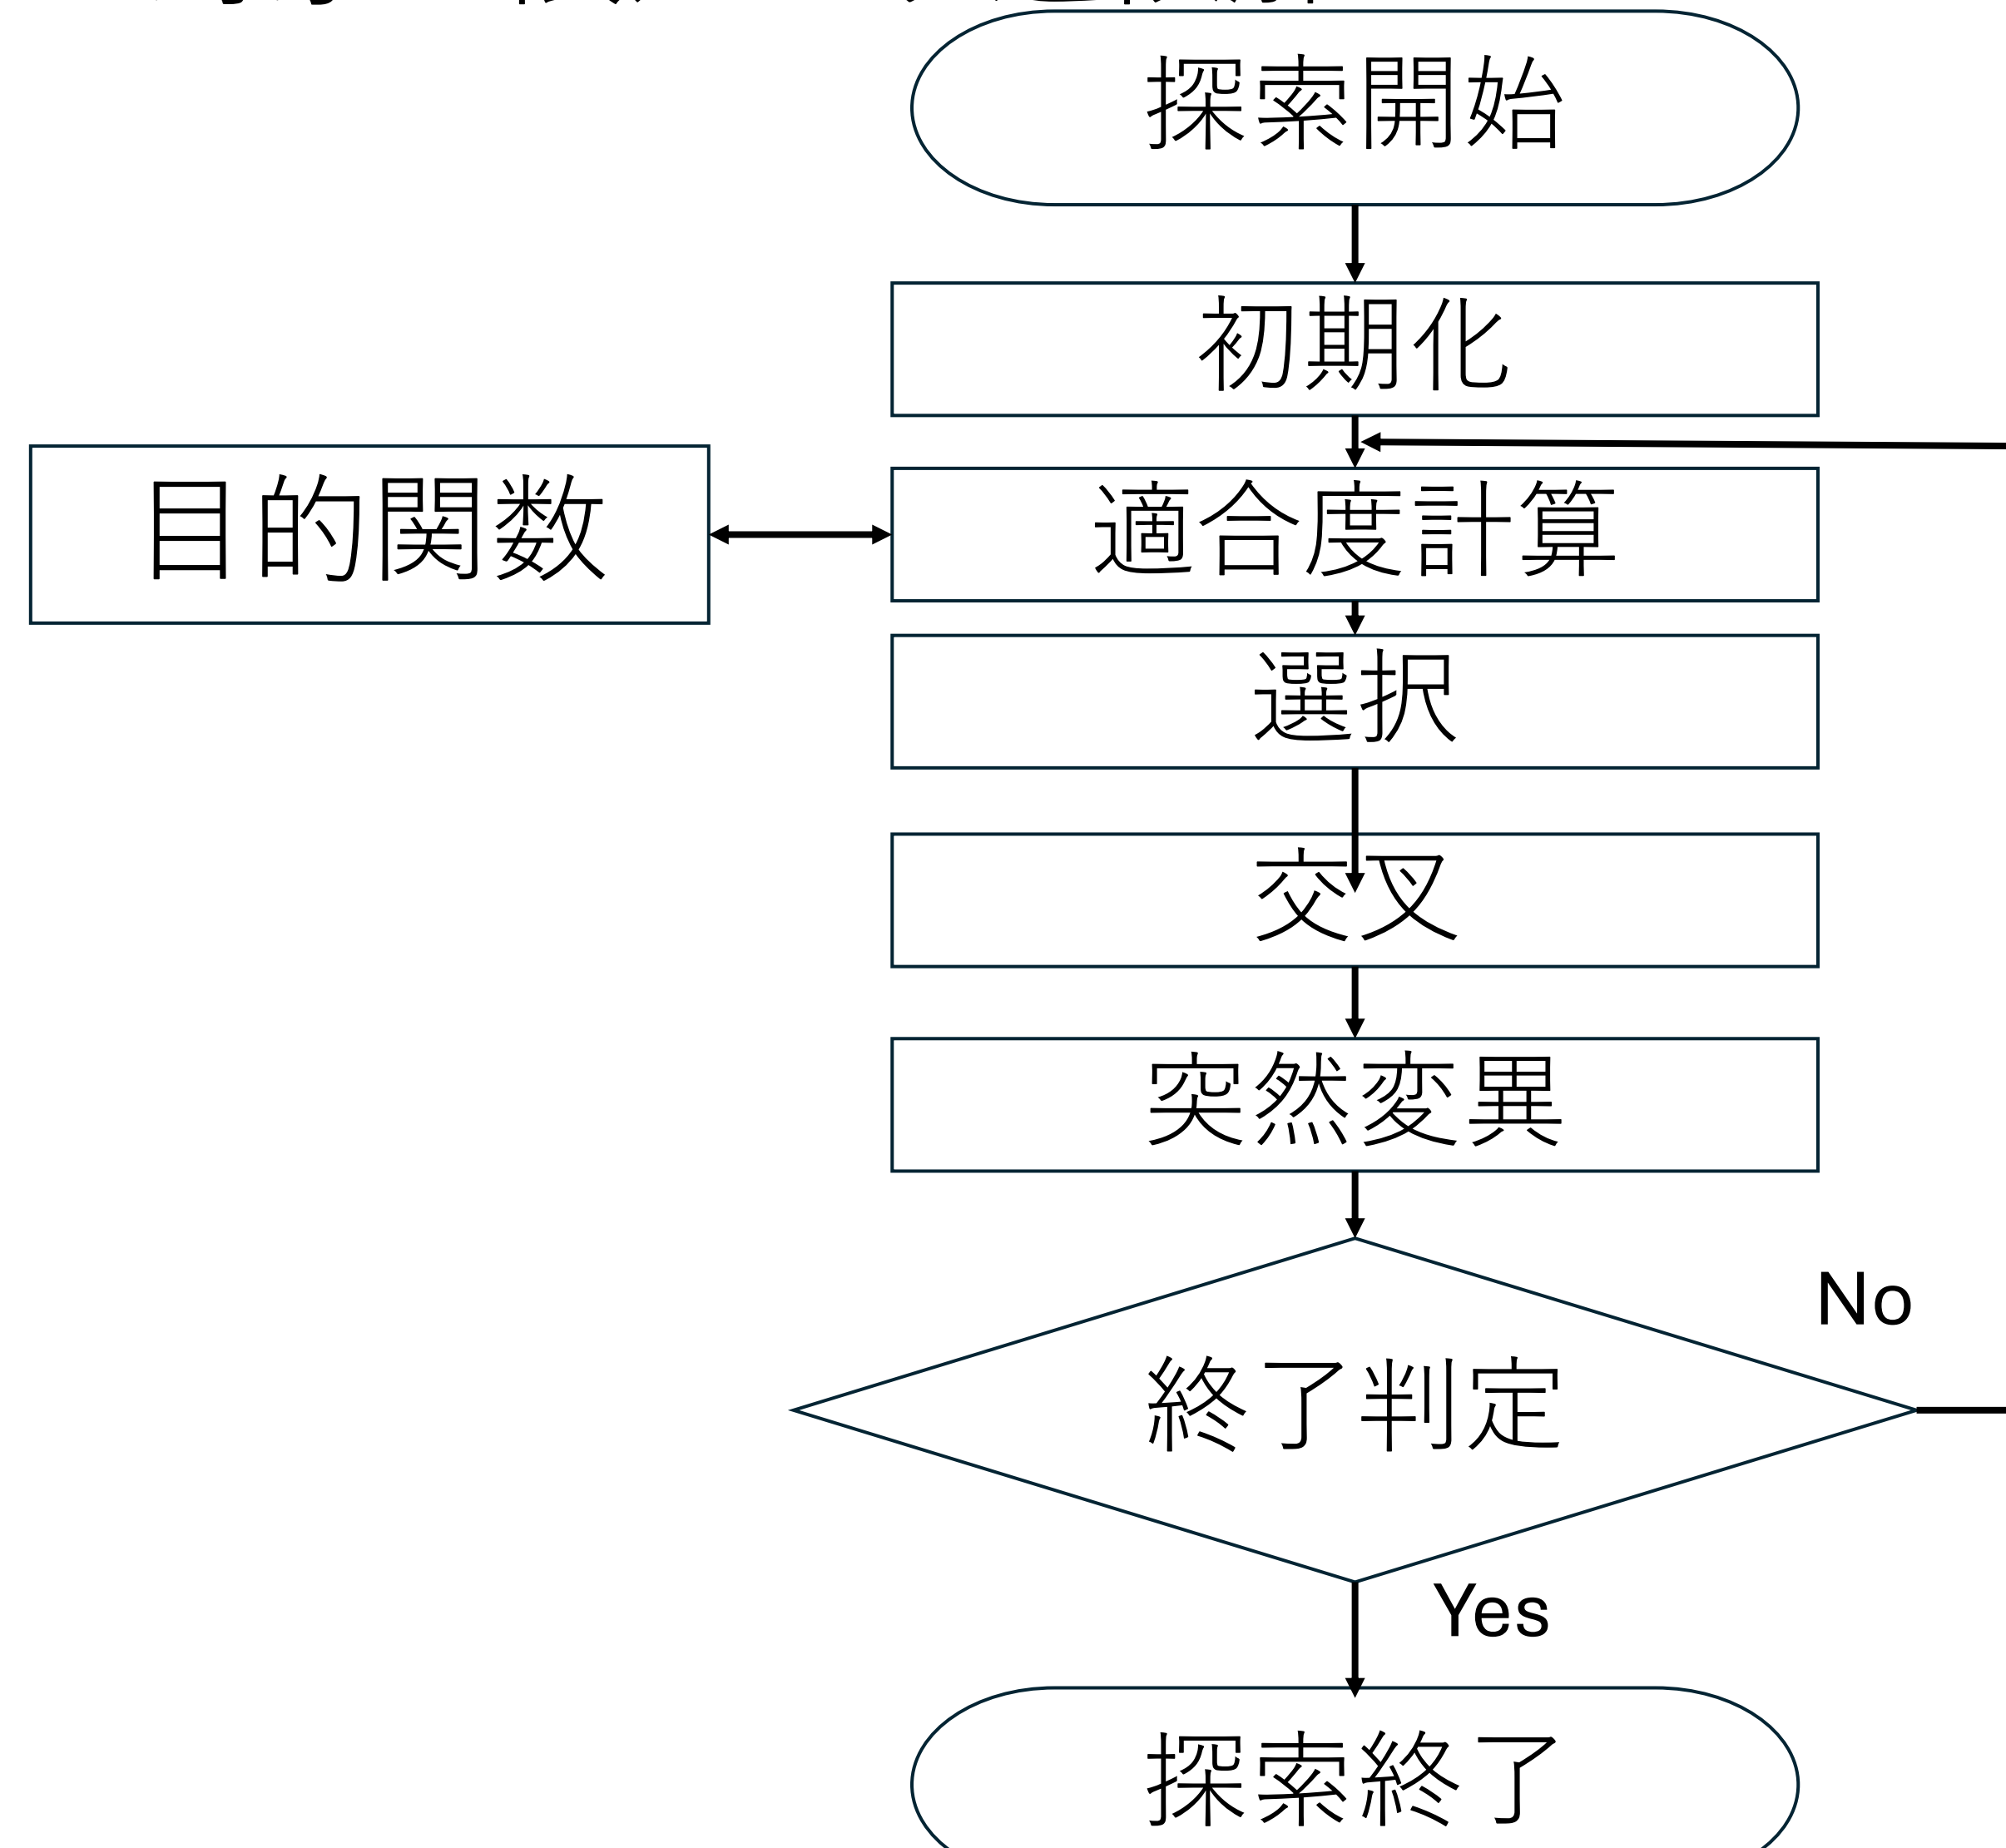 探索開始
初期化
目的関数
適合度計算
選択
交叉
突然変異
No
終了判定
Yes
探索終了